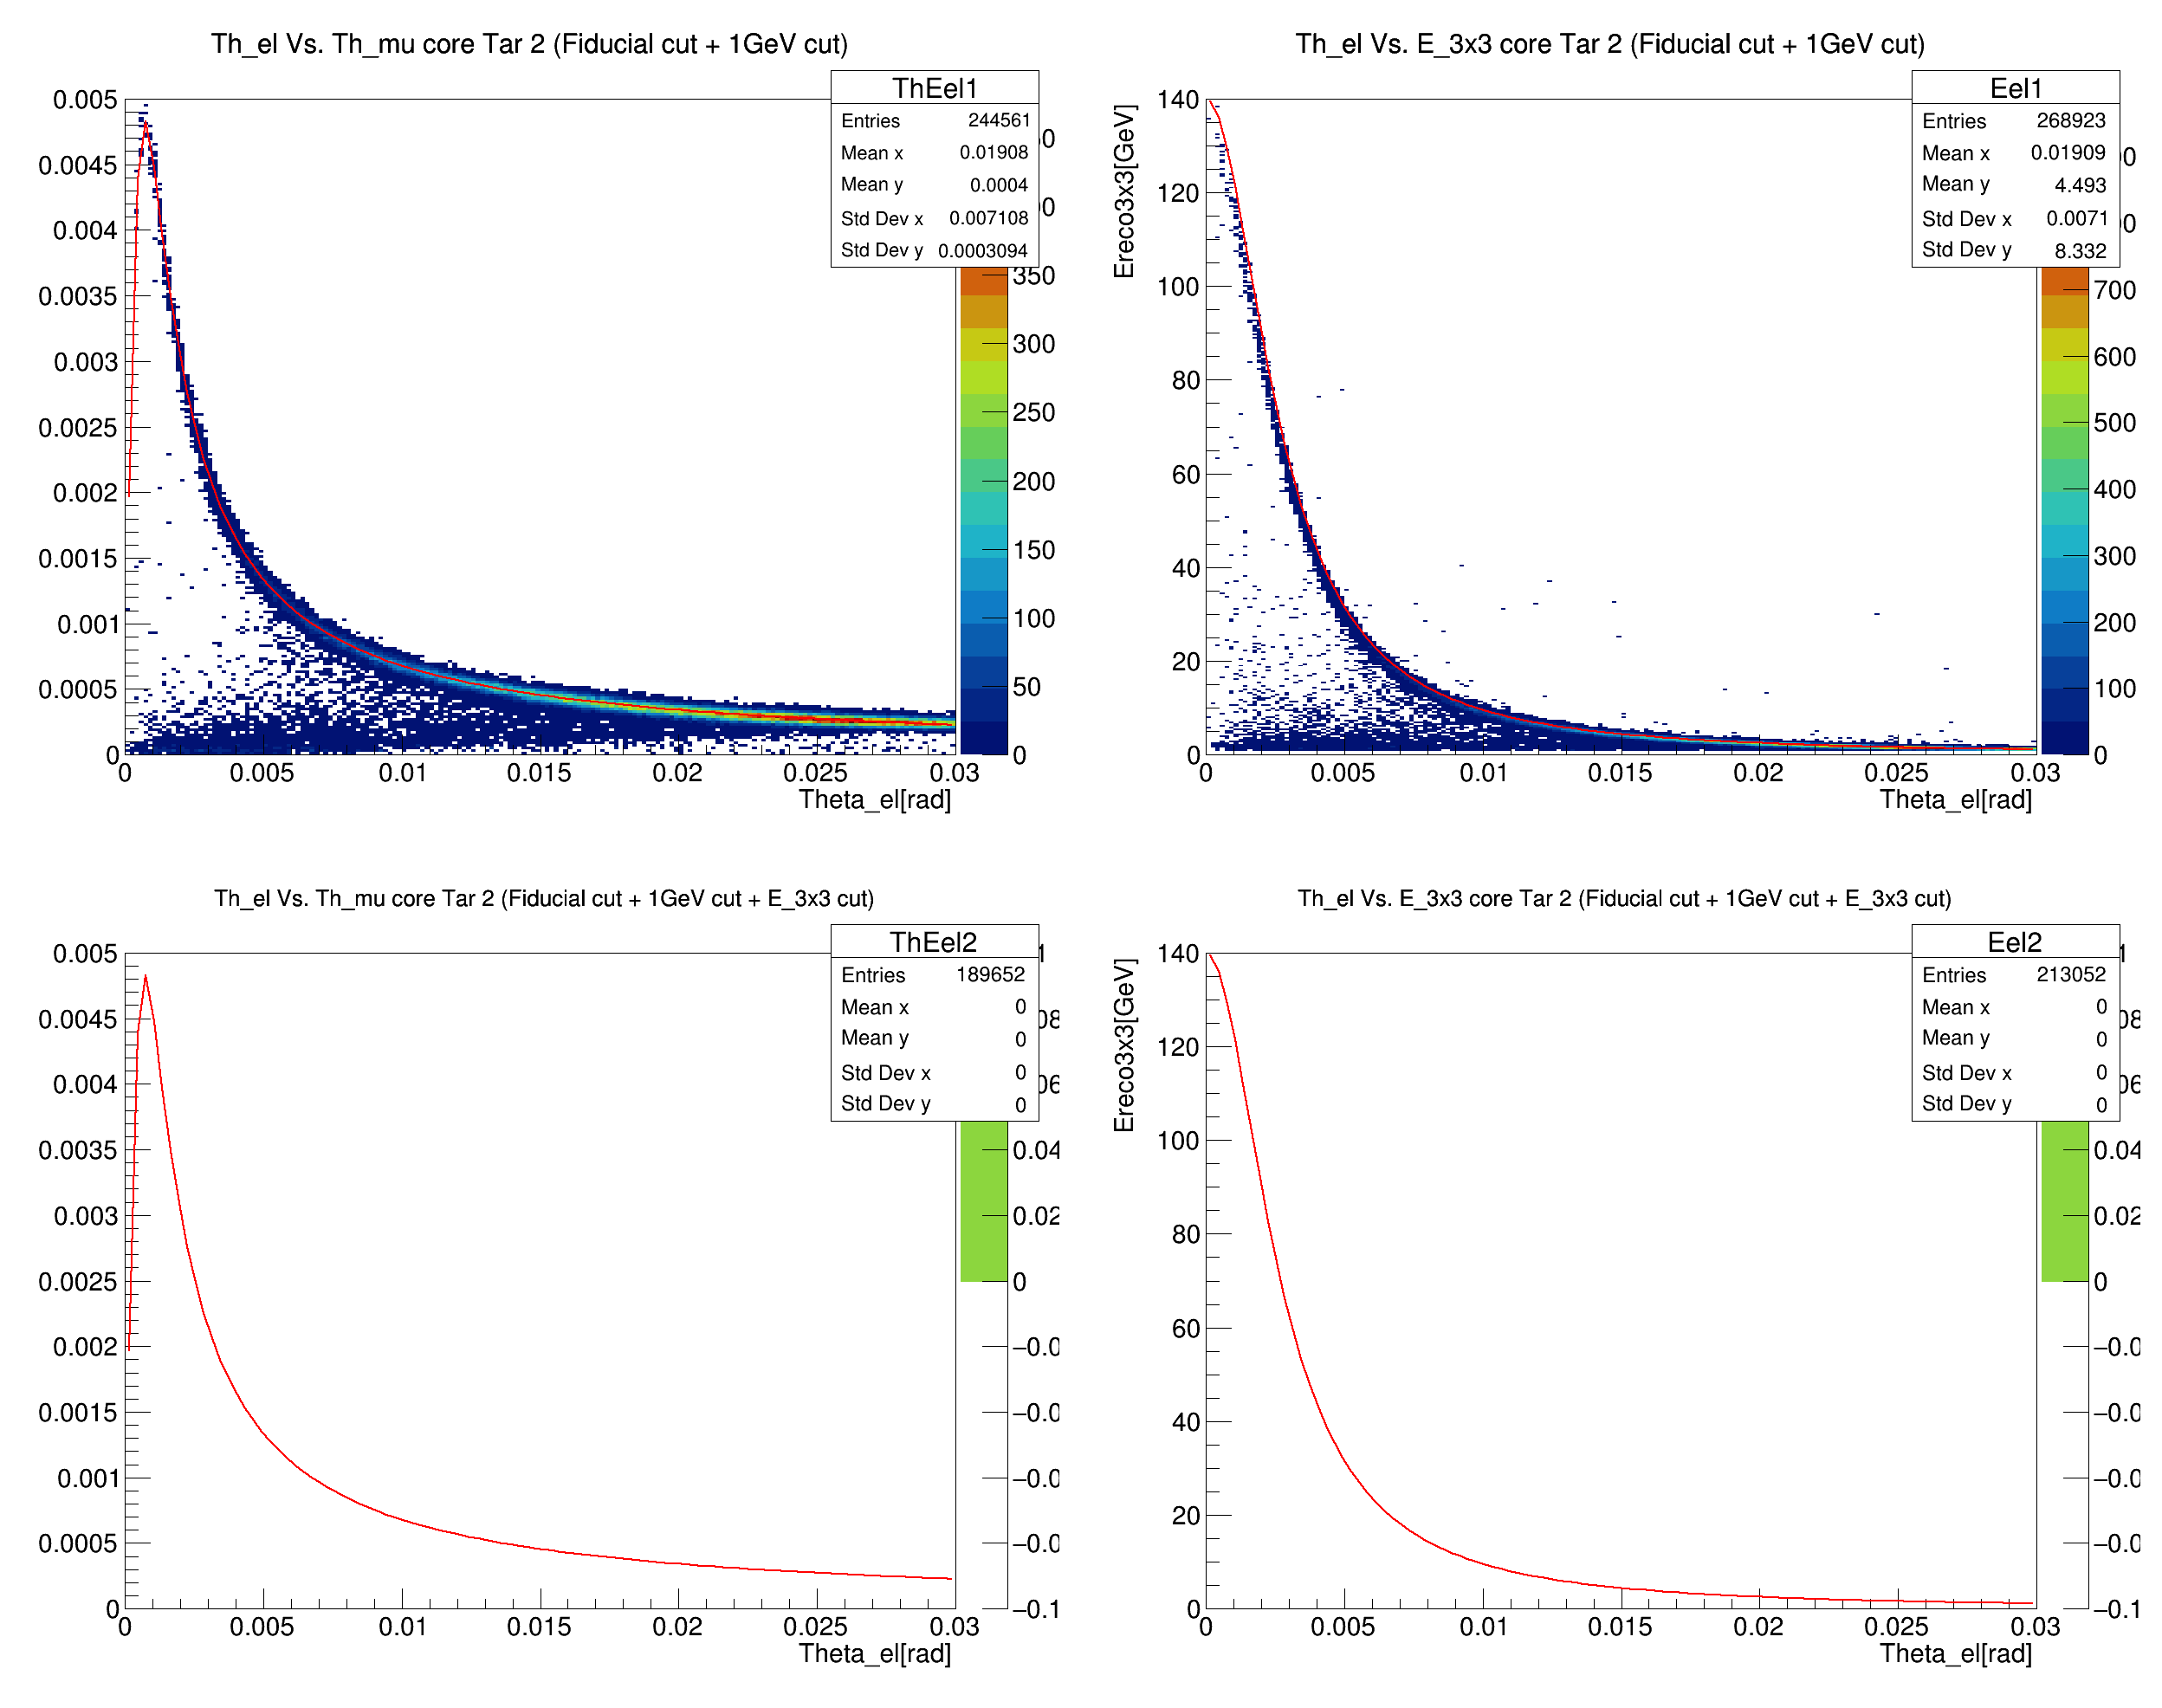 Th_el Vs. Th_mu core Tar 2 (Fiducial cut + 1GeV cut)
ThEel1
Entries 244561
Mean x 0.01908
Mean y 0.0004
Std Dev x 0.007108
Std Dev y 0.0003094
0.005
0.0045
0.004
0.0035
0.003
0.0025
0.002
0.0015
0.001
0.0005
0
350
300
250
200
150
100
50
0
0 0.005 0.01 0.015 0.02 0.025 0.03
Theta_el[rad]
Th_el Vs. E_3x3 core Tar 2 (Fiducial cut + 1GeV cut)
Eel1
Entries 268923
Mean x 0.01909
Mean y 4.493
Std Dev x 0.0071
Std Dev y 8.332
Ereco3x3[GeV]
140
120
100
80
60
40
20
0
700
600
500
400
300
200
100
0
0 0.005 0.01 0.015 0.02 0.025 0.03
Theta_el[rad]
Th_el Vs. Th_mu core Tar 2 (Fiducial cut + 1GeV cut + E_3x3 cut)
ThEel2
Entries 189652
Mean x 0
Mean y 0
Std Dev x 0
Std Dev y 0
0.005
0.0045
0.004
0.0035
0.003
0.0025
0.002
0.0015
0.001
0.0005
0
0.04
0.02
0
−0.1
0 0.005 0.01 0.015 0.02 0.025 0.03
Theta_el[rad]
Th_el Vs. E_3x3 core Tar 2 (Fiducial cut + 1GeV cut + E_3x3 cut)
Eel2
Entries 213052
Mean x 0
Mean y 0
Std Dev x 0
Std Dev y 0
Ereco3x3[GeV]
140
120
100
80
60
40
20
0
0.04
0.02
0
−0.1
0 0.005 0.01 0.015 0.02 0.025 0.03
Theta_el[rad]